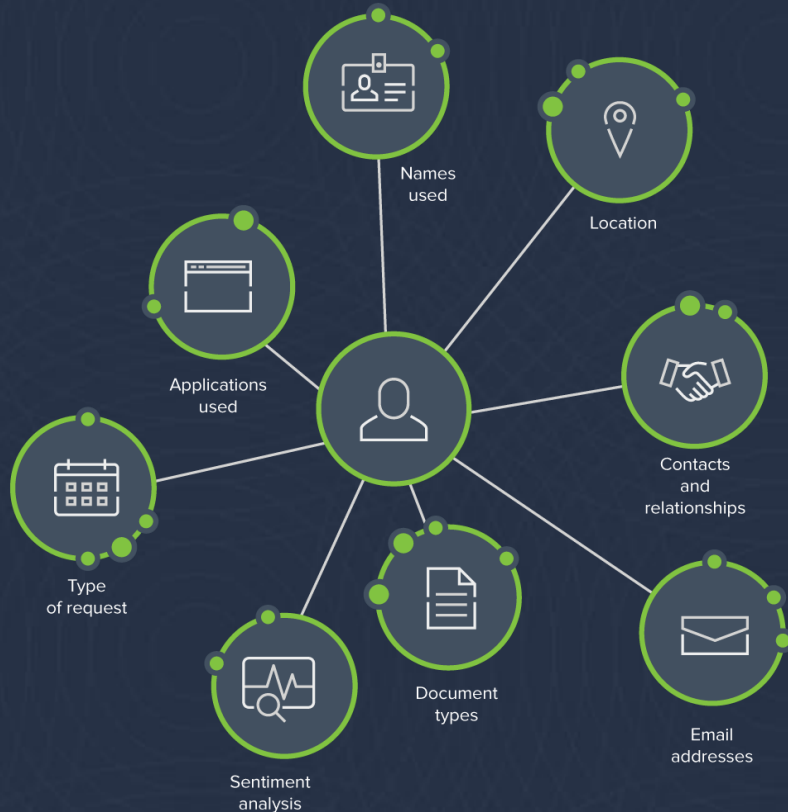 Names
used
Location
Applications
used
Contacts
and
relationships
Type
of request
Document
types
Email
addresses
Sentiment
analysis